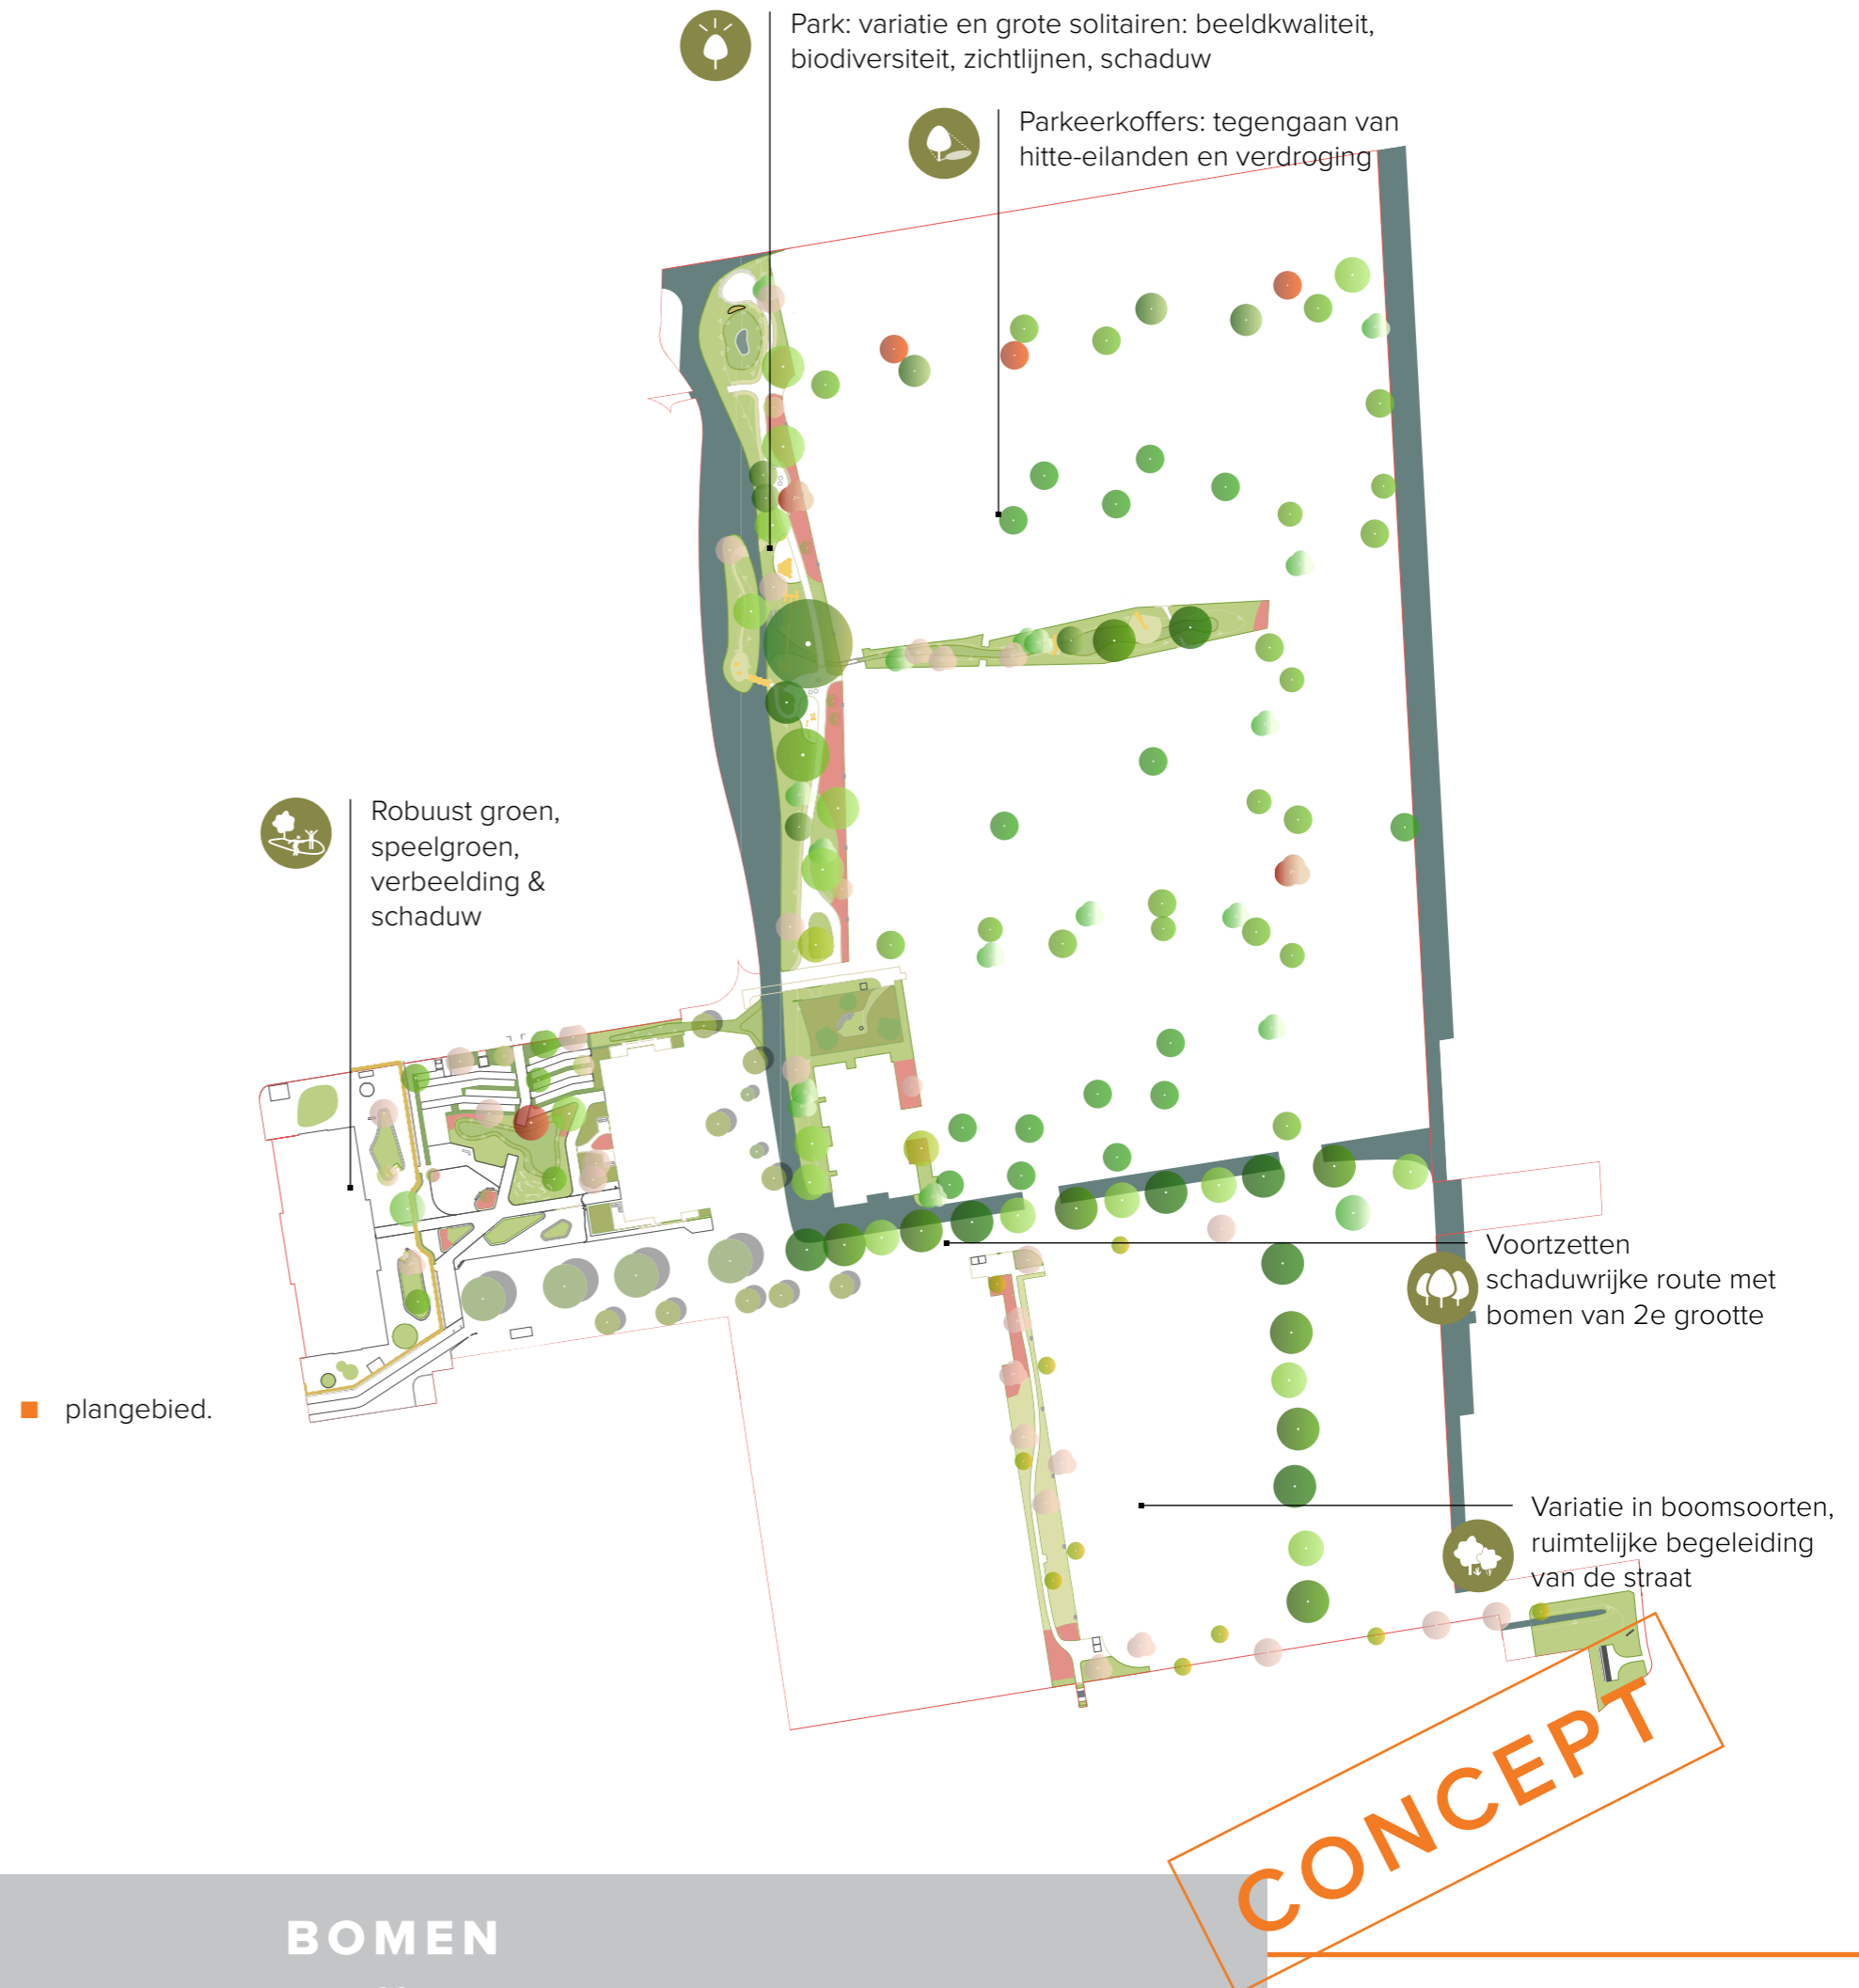 Park: variatie en grote solitairen: beeldkwaliteit,
biodiversiteit, zichtlijnen, schaduw
Parkeerkoffers: tegengaan van
hitte-eilanden en verdroging
Robuust groen,
speelgroen,
verbeelding &
schaduw
Voortzetten
schaduwrijke route met
bomen van 2e grootte
plangebied.
Variatie in boomsoorten,
ruimtelijke begeleiding
van de straat
CONCEPT
BOMEN